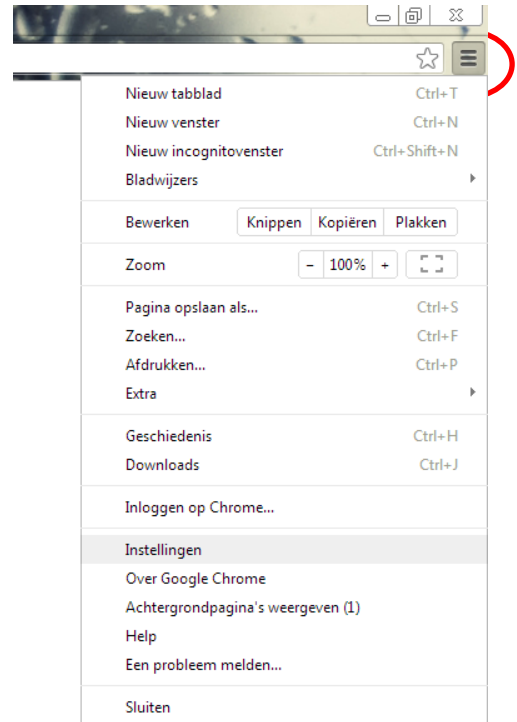 Nieuw tabblad Ctrl+T
Nieuw venster Ctrl+N
Nieuw incognitovenster Ctrl+Shift+N
Bladwijzers
Bewerken Knippen Kopiëren Plakken
Zoom - 100% +
Pagina opslaan als... Ctrl+S
Zoeken... Ctrl+F
Afdrukken... Ctrl+P
Extra
Geschiedenis Ctrl+H
Downloads Ctrl+J
Inloggen op Chrome...
Instellingen
Over Google Chrome
Achtergrondpagina's weergeven (1)
Help
Een probleem melden...
Sluiten